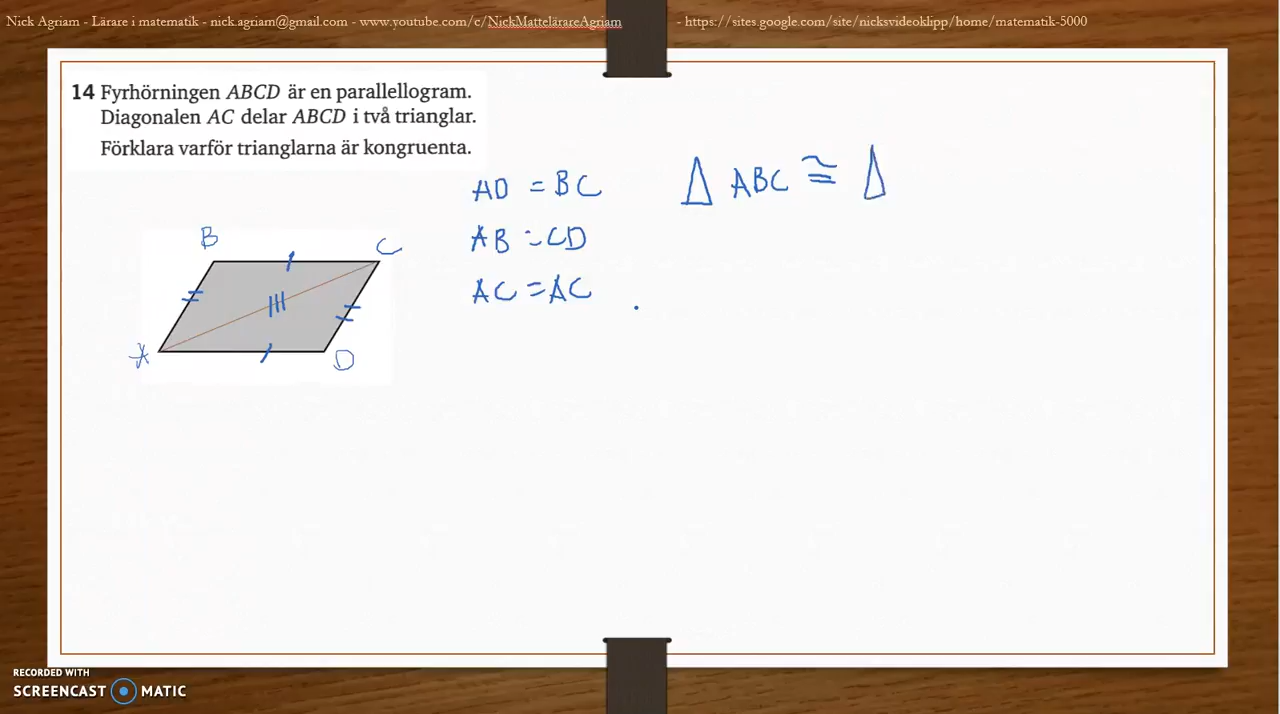 Nick Agriam - Lärare i matematik - nick.agriam@gmail.com - www.youtube.com/c/NickMattelärareAgriam - https://sites.google.com/site/nicksvideoklipp/home/matematik-5000
14 Fyrhörningen ABCD är en parallellogram.
Diagonalen AC delar ABCD i två trianglar.
Förklara varför trianglarna är kongruenta.
AD = BC
Δ ABC ≅ Δ
AB = CD
AC = AC
B
C
A
D
RECORDED WITH
SCREENCAST MATIC